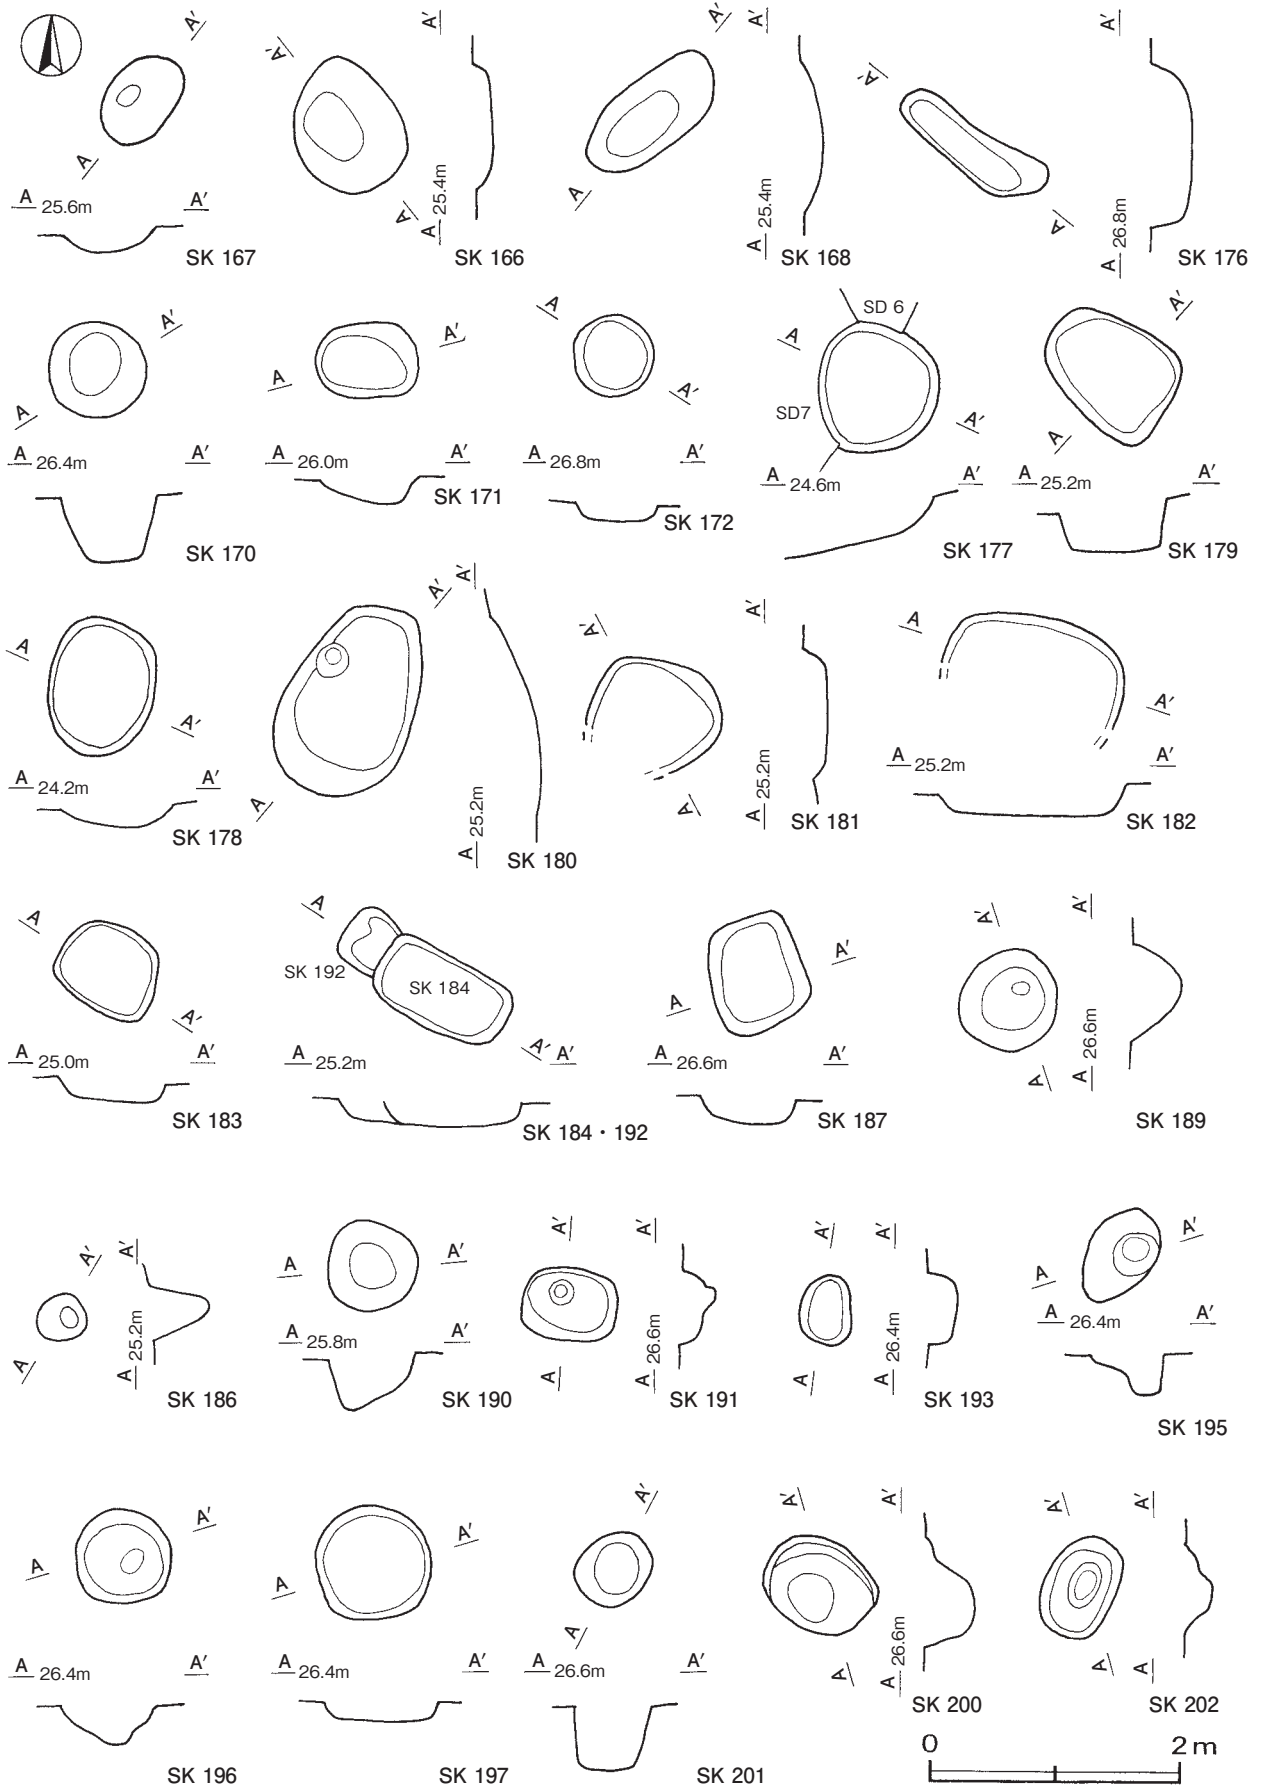 A A'
A 25.6m A'
SK 167
A A'
A 25.4m A'
SK 166
A A'
A 25.4m A'
SK 168
A A'
A 26.8m A'
SK 176
A A'
A 26.4m A'
SK 170
A A'
A 26.0m A'
SK 171
A A'
A 26.8m A'
SK 172
SD 6
A
SD7
A'
A 24.6m A'
SK 177
A A'
A 25.2m A'
SK 179
A A'
A 24.2m A'
SK 178
A A'
A 25.2m A'
SK 180
A A'
A 25.2m A'
SK 181
A A'
A 25.2m A'
SK 182
A A'
A 25.0m A'
SK 183
A
SK 192
SK 184
A'
A 25.2m A'
SK 184・192
A A'
A 26.6m A'
SK 187
A A'
A 26.6m A'
SK 189
A A'
A 25.2m A'
SK 186
A A'
A 25.8m A'
SK 190
A A'
A 26.6m A'
SK 191
A A'
A 26.4m A'
SK 193
A A'
A 26.4m A'
SK 195
A A'
A 26.4m A'
SK 196
A A'
A 26.4m A'
SK 197
A A'
A 26.6m A'
SK 201
A A'
A 26.6m A'
SK 200
A A'
A A'
SK 202
0 2m